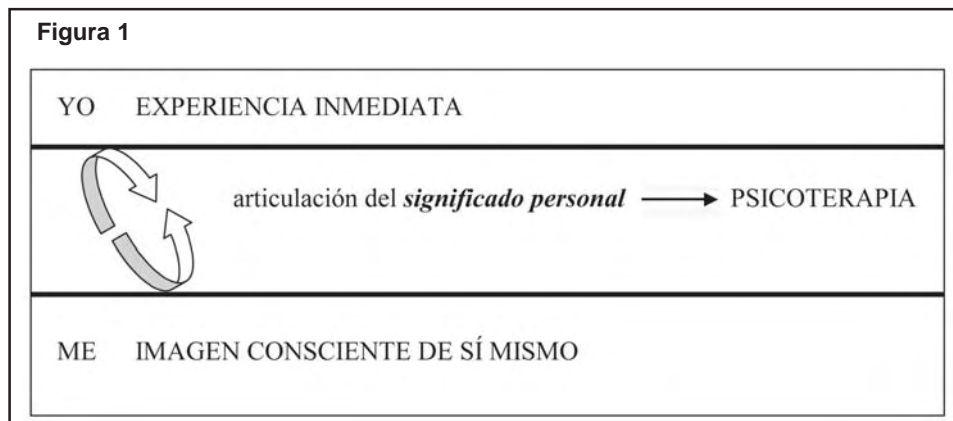 Figura 1
YO EXPERIENCIA INMEDIATA
articulación del significado personal PSICOTERAPIA
ME IMAGEN CONSCIENTE DE SÍ MISMO